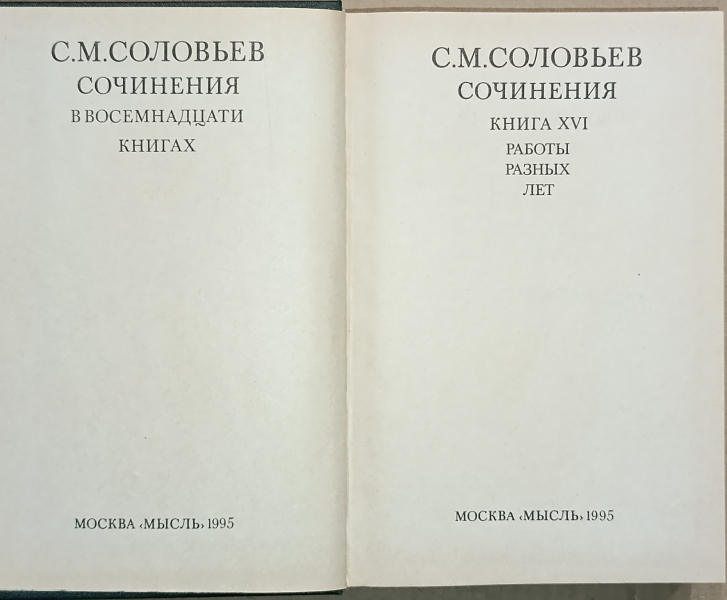 С.М.СОЛОВЬЕВ
СОЧИНЕНИЯ
В ВОСЕМНАДЦАТИ
КНИГАХ
МОСКВА ‹МЫСЛЬ› 1995
С.М.СОЛОВЬЕВ
СОЧИНЕНИЯ
КНИГА XVI
РАБОТЫ
РАЗНЫХ
ЛЕТ
МОСКВА ‹МЫСЛЬ› 1995